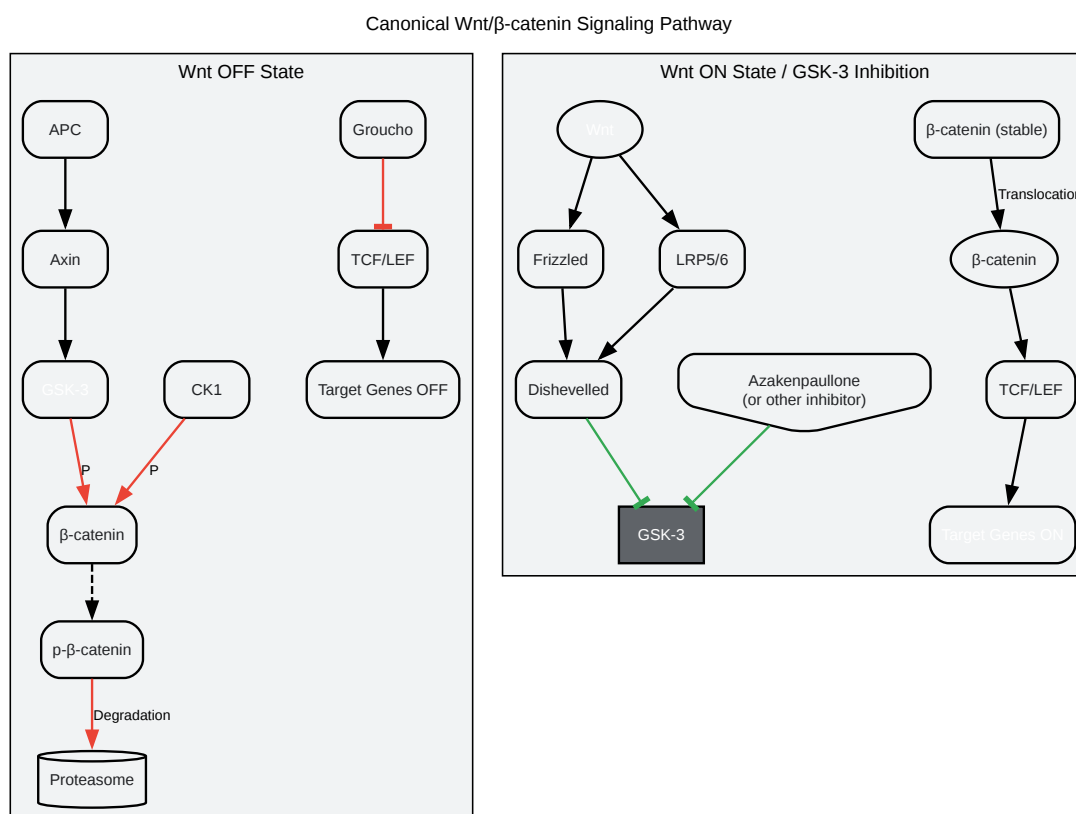 Canonical Wnt/β-catenin Signaling Pathway
Wnt OFF State
APC
Groucho
Axin
TCF/LEF
GSK-3
CK1
Target Genes OFF
P
P
β-catenin
p-β-catenin
Degradation
Proteasome
Wnt ON State / GSK-3 Inhibition
Wnt
β-catenin (stable)
Translocation
Frizzled
LRP5/6
β-catenin
Dishevelled
Azakenpaullone
(or other inhibitor)
TCF/LEF
GSK-3
Target Genes ON